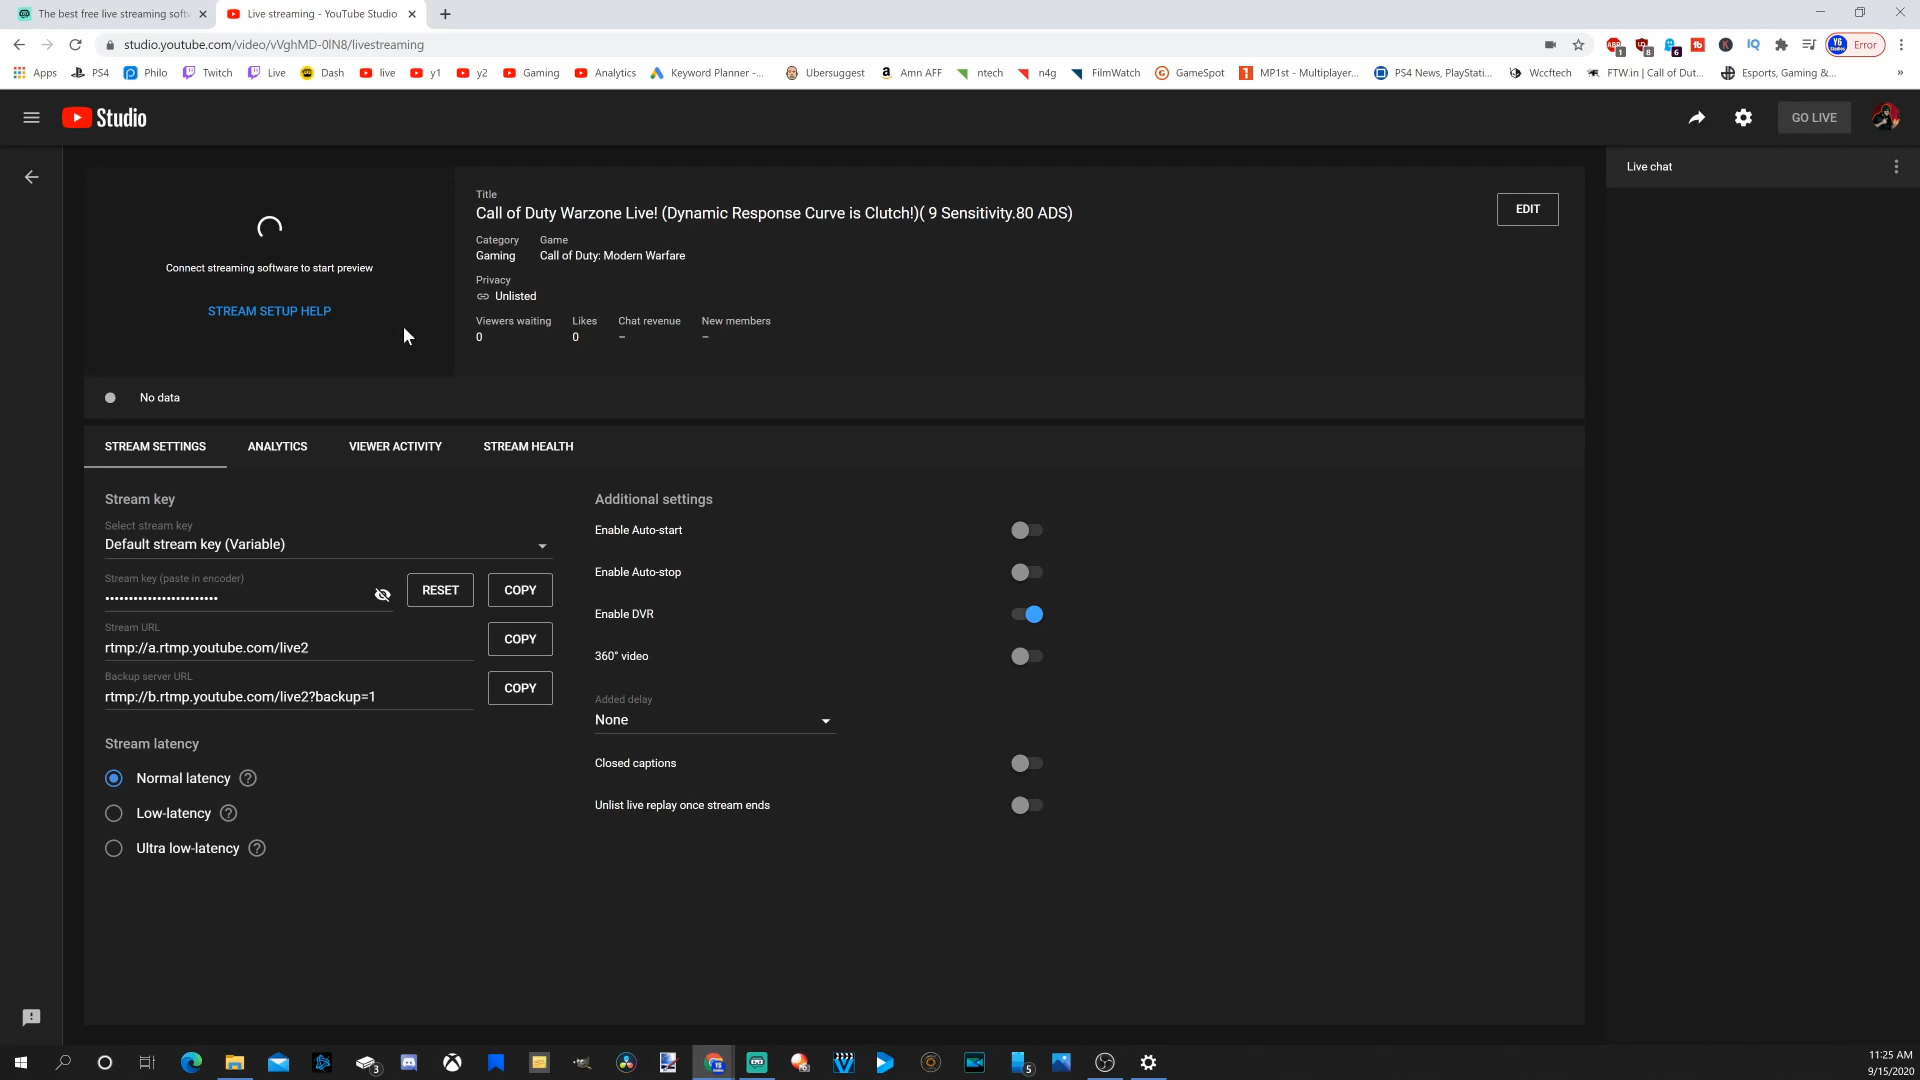 The best free live streaming softw
Live streaming - YouTube Studio
studio.youtube.com/video/vVghMD-0lN8/livestreaming
Error
Apps PS4 Philo Twitch Live Dash live y1 y2 Gaming Analytics Keyword Planner -... Ubersuggest Amn AFF ntech n4g FilmWatch GameSpot MP1st - Multiplayer... PS4 News, PlayStati... Wccftech FTW.in | Call of Dut... Esports, Gaming &... »
Studio
GO LIVE
Live chat
Title
Call of Duty Warzone Live! (Dynamic Response Curve is Clutch!)( 9 Sensitivity.80 ADS)
EDIT
Category Game
Gaming Call of Duty: Modern Warfare
Connect streaming software to start preview
STREAM SETUP HELP
Privacy
Unlisted
Viewers waiting Likes Chat revenue New members
0 0 – –
No data
STREAM SETTINGS ANALYTICS VIEWER ACTIVITY STREAM HEALTH
Stream key
Select stream key
Default stream key (Variable)
Stream key (paste in encoder)
••••••••••••••••••••••••
RESET COPY
Stream URL
rtmp://a.rtmp.youtube.com/live2
COPY
Backup server URL
rtmp://b.rtmp.youtube.com/live2?backup=1
COPY
Stream latency
Normal latency
Low-latency
Ultra low-latency
Additional settings
Enable Auto-start
Enable Auto-stop
Enable DVR
360° video
Added delay
None
Closed captions
Unlist live replay once stream ends
11:25 AM
9/15/2020